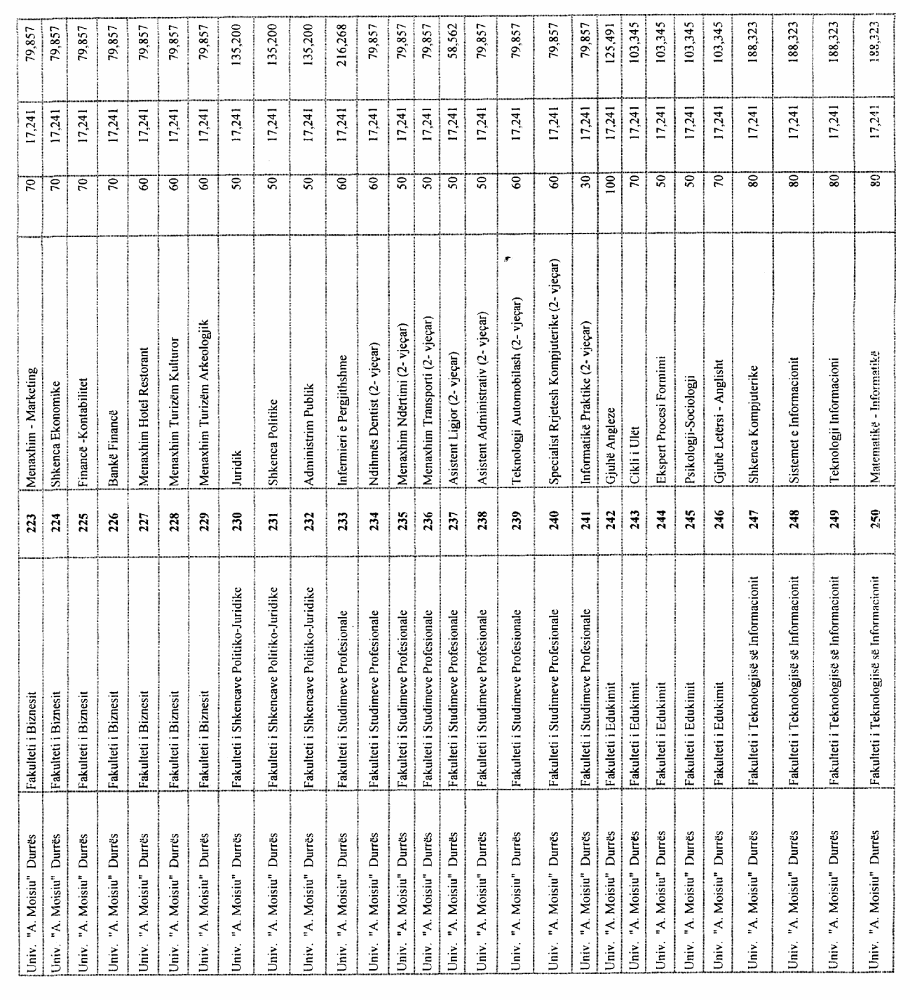 Univ. "A. Moisiu" Durrës Fakulteti i Biznesit 223 Menaxhim - Marketing 70 17,241 79,857
Univ. "A. Moisiu" Durrës Fakulteti i Biznesit 224 Shkenca Ekonomike 70 17,241 79,857
Univ. "A. Moisiu" Durrës Fakulteti i Biznesit 225 Financë -Kontabilitet 70 17,241 79,857
Univ. "A. Moisiu" Durrës Fakulteti i Biznesit 226 Bankë Financë 70 17,241 79,857
Univ. "A. Moisiu" Durrës Fakulteti i Biznesit 227 Menaxhim Hotel Restorant 60 17,241 79,857
Univ. "A. Moisiu" Durrës Fakulteti i Biznesit 228 Menaxhim Turizëm Kulturor 60 17,241 79,857
Univ. "A. Moisiu" Durrës Fakulteti i Biznesit 229 Menaxhim Turizëm Arkeologjik 60 17,241 79,857
Univ. "A. Moisiu" Durrës Fakulteti i Shkencave Politiko-Juridike 230 Juridik 50 17,241 135,200
Univ. "A. Moisiu" Durrës Fakulteti i Shkencave Politiko-Juridike 231 Shkenca Politike 50 17,241 135,200
Univ. "A. Moisiu" Durrës Fakulteti i Shkencave Politiko-Juridike 232 Administrim Publik 50 17,241 135,200
Univ. "A. Moisiu" Durrës Fakulteti i Studimeve Profesionale 233 Infermieri e Pergjithshme 60 17,241 216,268
Univ. "A. Moisiu" Durrës Fakulteti i Studimeve Profesionale 234 Ndihmës Dentist (2- vjeçar) 60 17,241 79,857
Univ. "A. Moisiu" Durrës Fakulteti i Studimeve Profesionale 235 Menaxhim Ndërtimi (2- vjeçar) 50 17,241 79,857
Univ. "A. Moisiu" Durrës Fakulteti i Studimeve Profesionale 236 Menaxhim Transporti (2- vjeçar) 50 17,241 79,857
Univ. "A. Moisiu" Durrës Fakulteti i Studimeve Profesionale 237 Asistent Ligjor (2- vjeçar) 50 17,241 58,562
Univ. "A. Moisiu" Durrës Fakulteti i Studimeve Profesionale 238 Asistent Administrativ (2- vjeçar) 50 17,241 79,857
Univ. "A. Moisiu" Durrës Fakulteti i Studimeve Profesionale 239 Teknologji Automobilash (2- vjeçar) 60 17,241 79,857
Univ. "A. Moisiu" Durrës Fakulteti i Studimeve Profesionale 240 Specialist Rrjetesh Kompjuterike (2- vjeçar) 60 17,241 79,857
Univ. "A. Moisiu" Durrës Fakulteti i Studimeve Profesionale 241 Informatikë Praktike (2- vjeçar) 30 17,241 79,857
Univ. "A. Moisiu" Durrës Fakulteti i Edukimit 242 Gjuhë Angleze 100 17,241 125,491
Univ. "A. Moisiu" Durrës Fakulteti i Edukimit 243 Cikli i Ulët 70 17,241 103,345
Univ. "A. Moisiu" Durrës Fakulteti i Edukimit 244 Ekspert Procesi Formimi 50 17,241 103,345
Univ. "A. Moisiu" Durrës Fakulteti i Edukimit 245 Psikologji-Sociologji 50 17,241 103,345
Univ. "A. Moisiu" Durrës Fakulteti i Edukimit 246 Gjuhë Letërsi - Anglisht 70 17,241 103,345
Univ. "A. Moisiu" Durrës Fakulteti i Teknologjisë së Informacionit 247 Shkenca Kompjuterike 80 17,241 188,323
Univ. "A. Moisiu" Durrës Fakulteti i Teknologjisë së Informacionit 248 Sistemet e Informacionit 80 17,241 188,323
Univ. "A. Moisiu" Durrës Fakulteti i Teknologjisë së Informacionit 249 Teknologji Informacioni 80 17,241 188,323
Univ. "A. Moisiu" Durrës Fakulteti i Teknologjisë së Informacionit 250 Matematikë - Informatikë 80 17,241 188,323